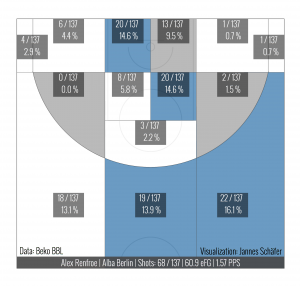 6 / 137
4.4 %
20 / 137
14.6 %
13 / 137
9.5 %
1 / 137
0.7 %
4 / 137
2.9 %
1 / 137
0.7 %
0 / 137
0.0 %
8 / 137
5.8 %
20 / 137
14.6 %
2 / 137
1.5 %
3 / 137
2.2 %
18 / 137
13.1 %
19 / 137
13.9 %
22 / 137
16.1 %
Data: Beko BBL
Visualization: Jannes Schäfer
Alex Renfroe | Alba Berlin | Shots: 68 / 137 | 60.9 eFG | 1.57 PPS